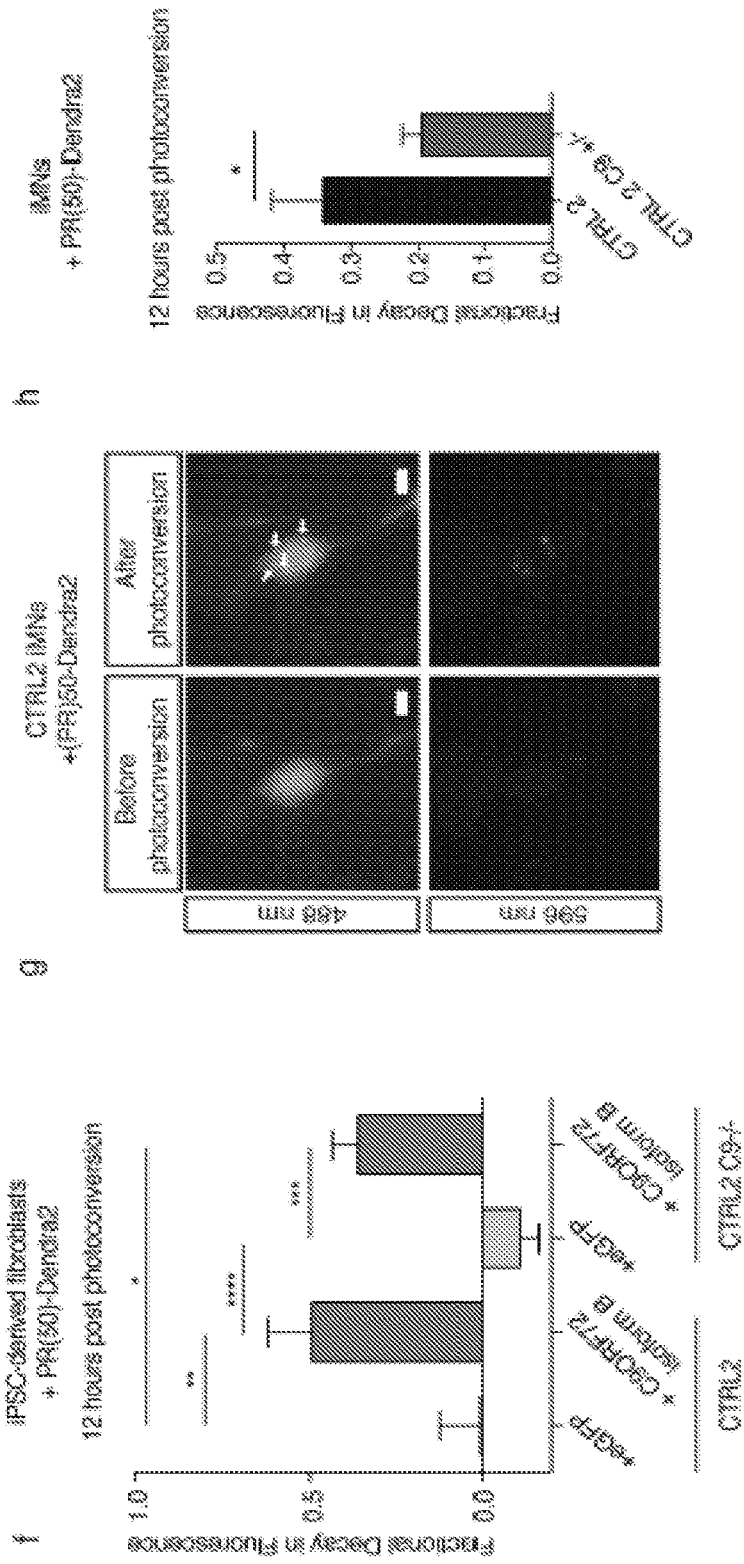 f
iPSC-derived fibroblasts
+ PR(50)-Dendra2
12 hours post photoconversion
Fractional Decay in Fluorescence
1.0
0.5
0.0
*
**
****
***
+eGFP
+ C9ORF72
isoform B
+eGFP
+ C9ORF72
isoform B
CTRL2
CTRL2 C9-/-
g
CTRL2 iMNs
+(PR)50-Dendra2
Before
photoconversion
After
photoconversion
488 nm
596 nm
h
iMNs
+ PR(50)-Dendra2
12 hours post photoconversion
Fractional Decay in Fluorescence
0.5
0.4
0.3
0.2
0.1
0.0
*
CTRL 2
CTRL 2 C9 +/-